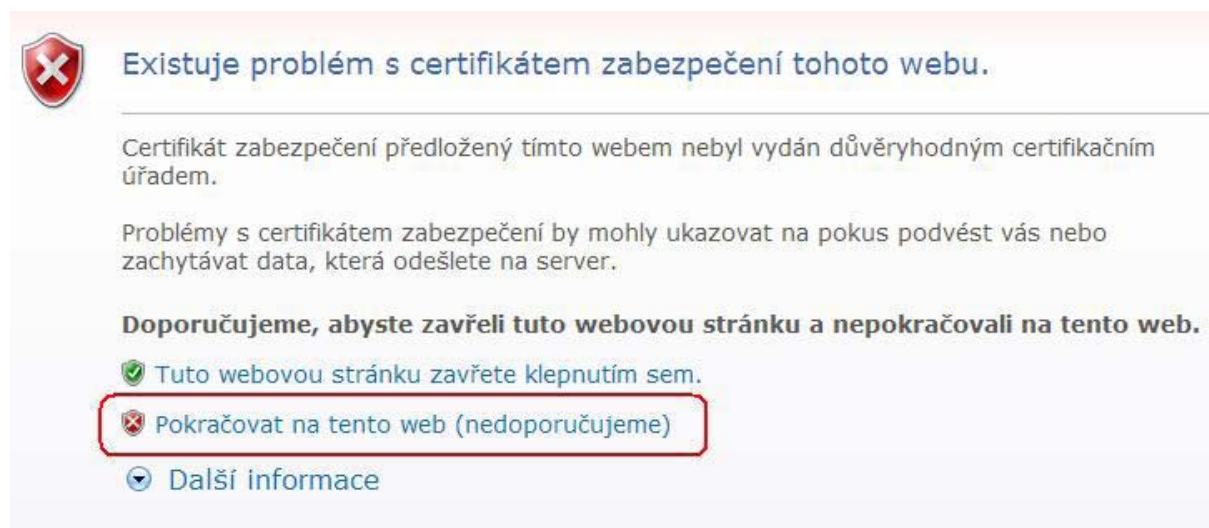 Existuje problém s certifikátem zabezpečení tohoto webu.
Certifikát zabezpečení předložený tímto webem nebyl vydán důvěryhodným certifikačním
úřadem.
Problémy s certifikátem zabezpečení by mohly ukazovat na pokus podvést vás nebo
zachytávat data, která odešlete na server.
Doporučujeme, abyste zavřeli tuto webovou stránku a nepokračovali na tento web.
Tuto webovou stránku zavřete klepnutím sem.
Pokračovat na tento web (nedoporučujeme)
Další informace